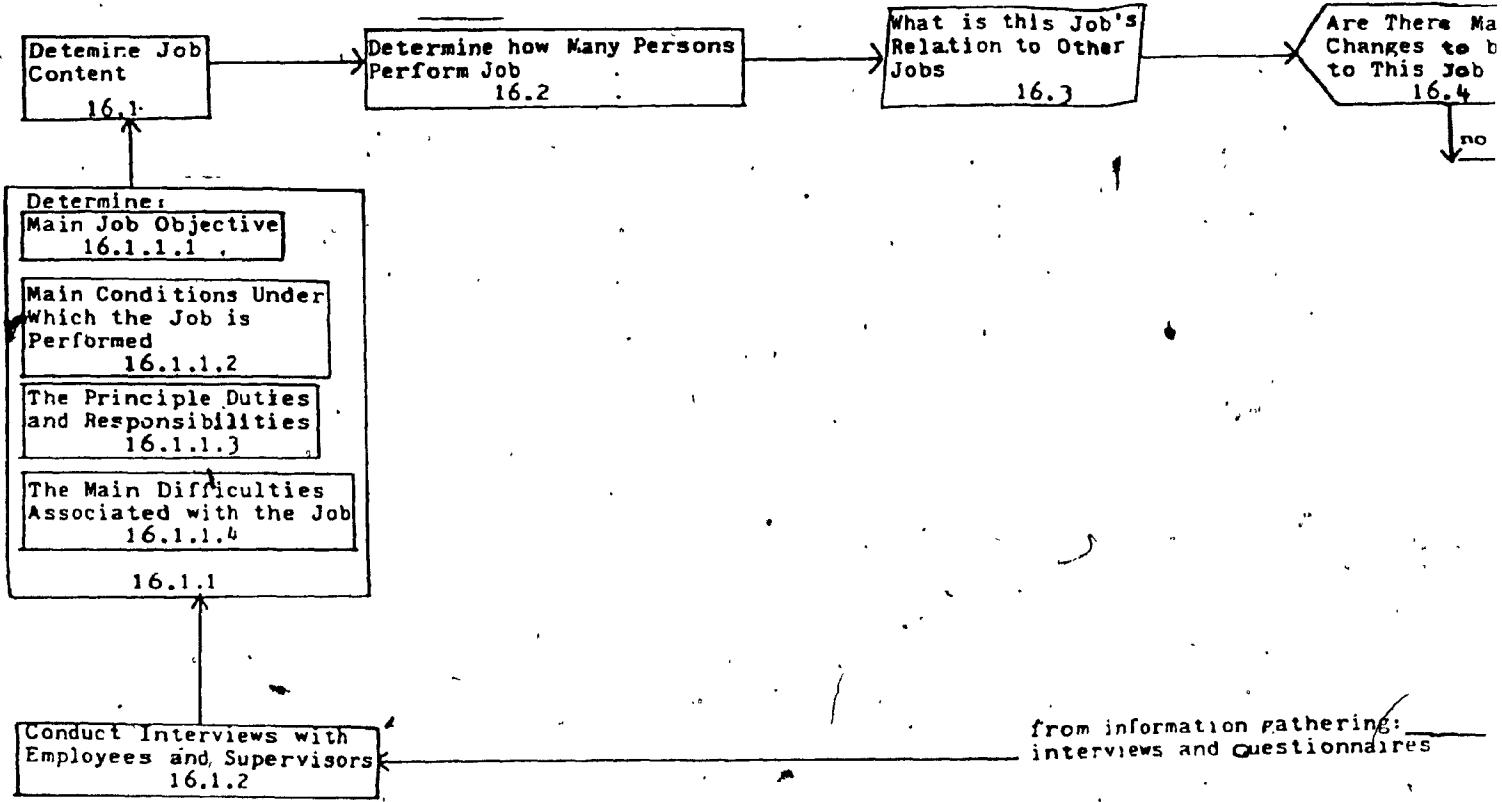 Detemine Job
Content
16.1
Determine how Many Persons
Perform Job
16.2
What is this Job's
Relation to Other
Jobs
16.3
Are There Ma
Changes to b
to This Job
16.4
no
Determine:
Main Job Objective
16.1.1.1
Main Conditions Under
Which the Job is
Performed
16.1.1.2
The Principle Duties
and Responsibilities
16.1.1.3
The Main Difficulties
Associated with the Job
16.1.1.4
16.1.1
Conduct Interviews with
Employees and Supervisors
16.1.2
from information gathering:
interviews and questionnaires